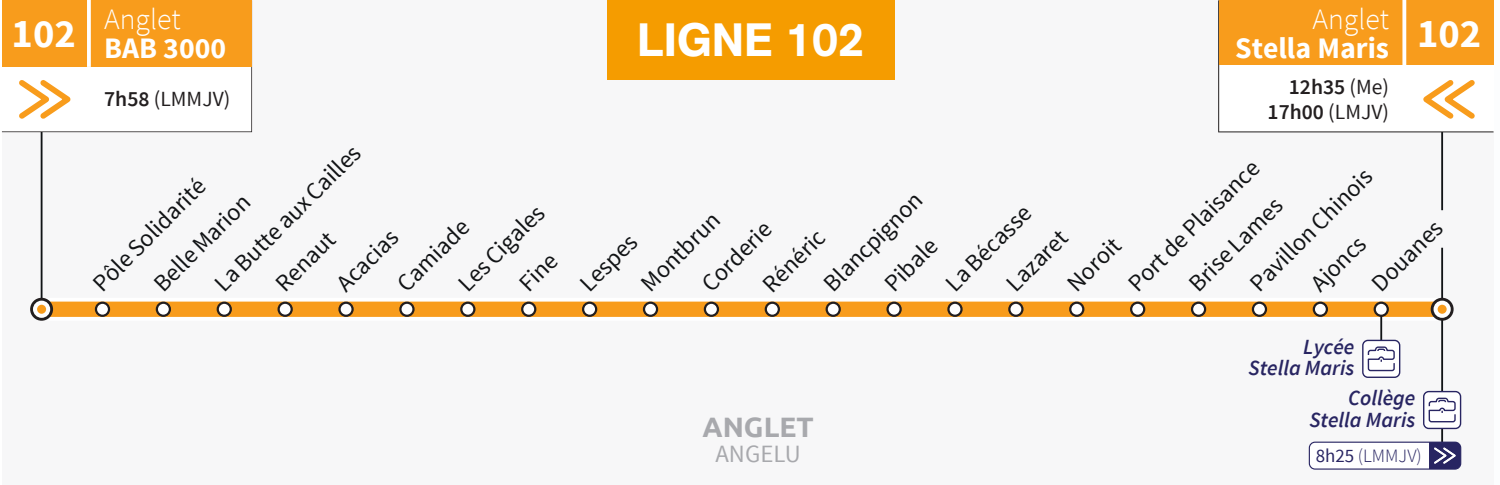 102
Anglet
BAB 3000
7h58 (LMMJV)
LIGNE 102
Anglet
Stella Maris
102
12h35 (Me)
17h00 (LMJV)
Pôle Solidarité
Belle Marion
La Butte aux Cailles
Renaut
Acacias
Camiade
Les Cigales
Fine
Lespes
Montbrun
Corderie
Rénéric
Blancpignon
Pibale
La Bécasse
Lazaret
Noroit
Port de Plaisance
Brise Lames
Pavillon Chinois
Ajoncs
Douanes
Lycée
Stella Maris
Collège
Stella Maris
8h25 (LMMJV)
ANGLET
ANGELU